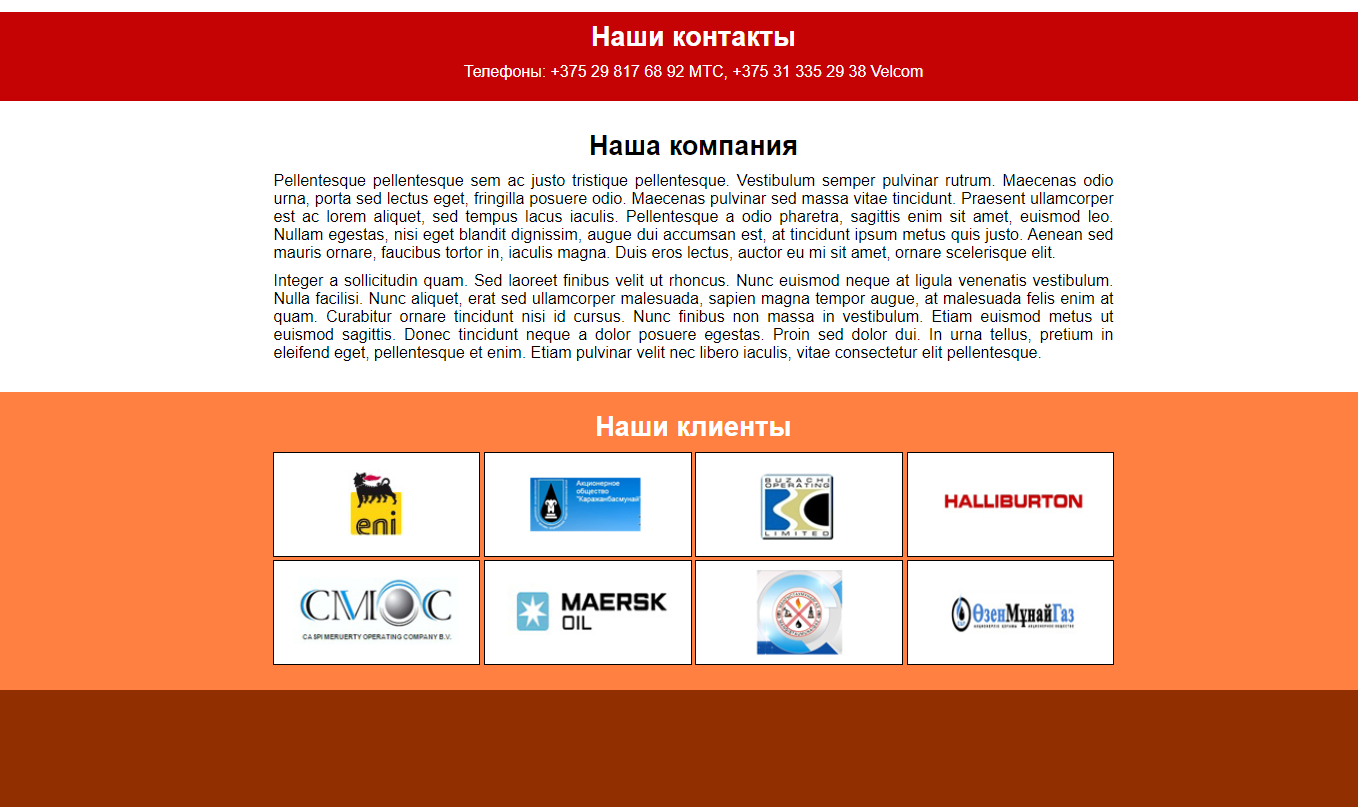 Наши контакты
Телефоны: +375 29 817 68 92 МТС, +375 31 335 29 38 Velcom
Наша компания
Pellentesque pellentesque sem ac justo tristique pellentesque. Vestibulum semper pulvinar rutrum. Maecenas odio
urna, porta sed lectus eget, fringilla posuere odio. Maecenas pulvinar sed massa vitae tincidunt. Praesent ullamcorper
est ac lorem aliquet, sed tempus lacus iaculis. Pellentesque a odio pharetra, sagittis enim sit amet, euismod leo.
Nullam egestas, nisi eget blandit dignissim, augue dui accumsan est, at tincidunt ipsum metus quis justo. Aenean sed
mauris ornare, faucibus tortor in, iaculis magna. Duis eros lectus, auctor eu mi sit amet, ornare scelerisque elit.
Integer a sollicitudin quam. Sed laoreet finibus velit ut rhoncus. Nunc euismod neque at ligula venenatis vestibulum.
Nulla facilisi. Nunc aliquet, erat sed ullamcorper malesuada, sapien magna tempor augue, at malesuada felis enim at
quam. Curabitur ornare tincidunt nisi id cursus. Nunc finibus non massa in vestibulum. Etiam euismod metus ut
euismod sagittis. Donec tincidunt neque a dolor posuere egestas. Proin sed dolor dui. In urna tellus, pretium in
eleifend eget, pellentesque et enim. Etiam pulvinar velit nec libero iaculis, vitae consectetur elit pellentesque.
Наши клиенты
eni
Акционерное
общество
"Каражанбасмунай"
BUZACHI
OPERATING
LIMITED
HALLIBURTON
CMOC
CASPI MERUERTY OPERATING COMPANY B.V.
MAERSK
OIL
ӨзенМұнайГаз